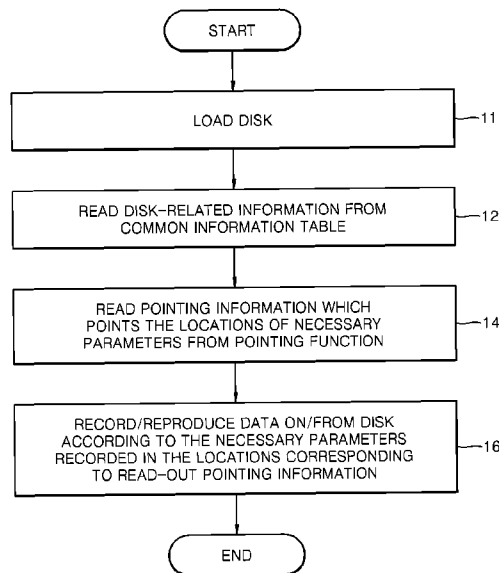 START
LOAD DISK
11
READ DISK-RELATED INFORMATION FROM
COMMON INFORMATION TABLE
12
READ POINTING INFORMATION WHICH
POINTS THE LOCATIONS OF NECESSARY
PARAMETERS FROM POINTING FUNCTION
14
RECORD/REPRODUCE DATA ON/FROM DISK
ACCORDING TO THE NECESSARY PARAMETERS
RECORDED IN THE LOCATIONS CORRESPONDING
TO READ-OUT POINTING INFORMATION
16
END